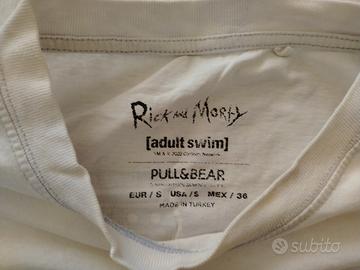 Rick and Morty
[adult swim]
™ & © 2022 Cartoon Network
PULL&BEAR
EUR / S USA / S MEX / 36
MADE IN TURKEY
subito